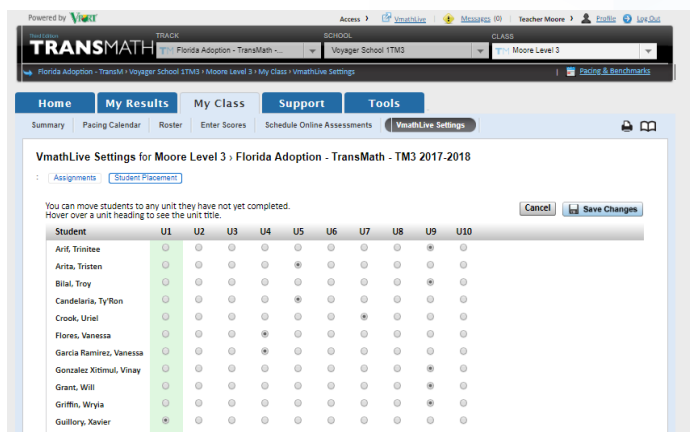 Powered by VPORT
Access VmathLive Messages (0) Teacher Moore Profile Log Out
Third Edition
TRANSMATH
TRACK
TM Florida Adoption - TransMath -...
SCHOOL
Voyager School 1TM3
CLASS
TM Moore Level 3
Florida Adoption - TransM › Voyager School 1TM3 › Moore Level 3 › My Class › VmathLive Settings
| Pacing & Benchmarks
Home My Results My Class Support Tools
Summary Pacing Calendar Roster Enter Scores Schedule Online Assessments VmathLive Settings
VmathLive Settings for Moore Level 3 › Florida Adoption - TransMath - TM3 2017-2018
: Assignments Student Placement
You can move students to any unit they have not yet completed.
Hover over a unit heading to see the unit title.
Cancel Save Changes
Student U1 U2 U3 U4 U5 U6 U7 U8 U9 U10
Arif, Trinitee
Arita, Tristen
Bilal, Troy
Candelaria, Ty'Ron
Crook, Uriel
Flores, Vanessa
Garcia Ramirez, Vanessa
Gonzalez Xitimul, Vinay
Grant, Will
Griffin, Wryia
Guillory, Xavier